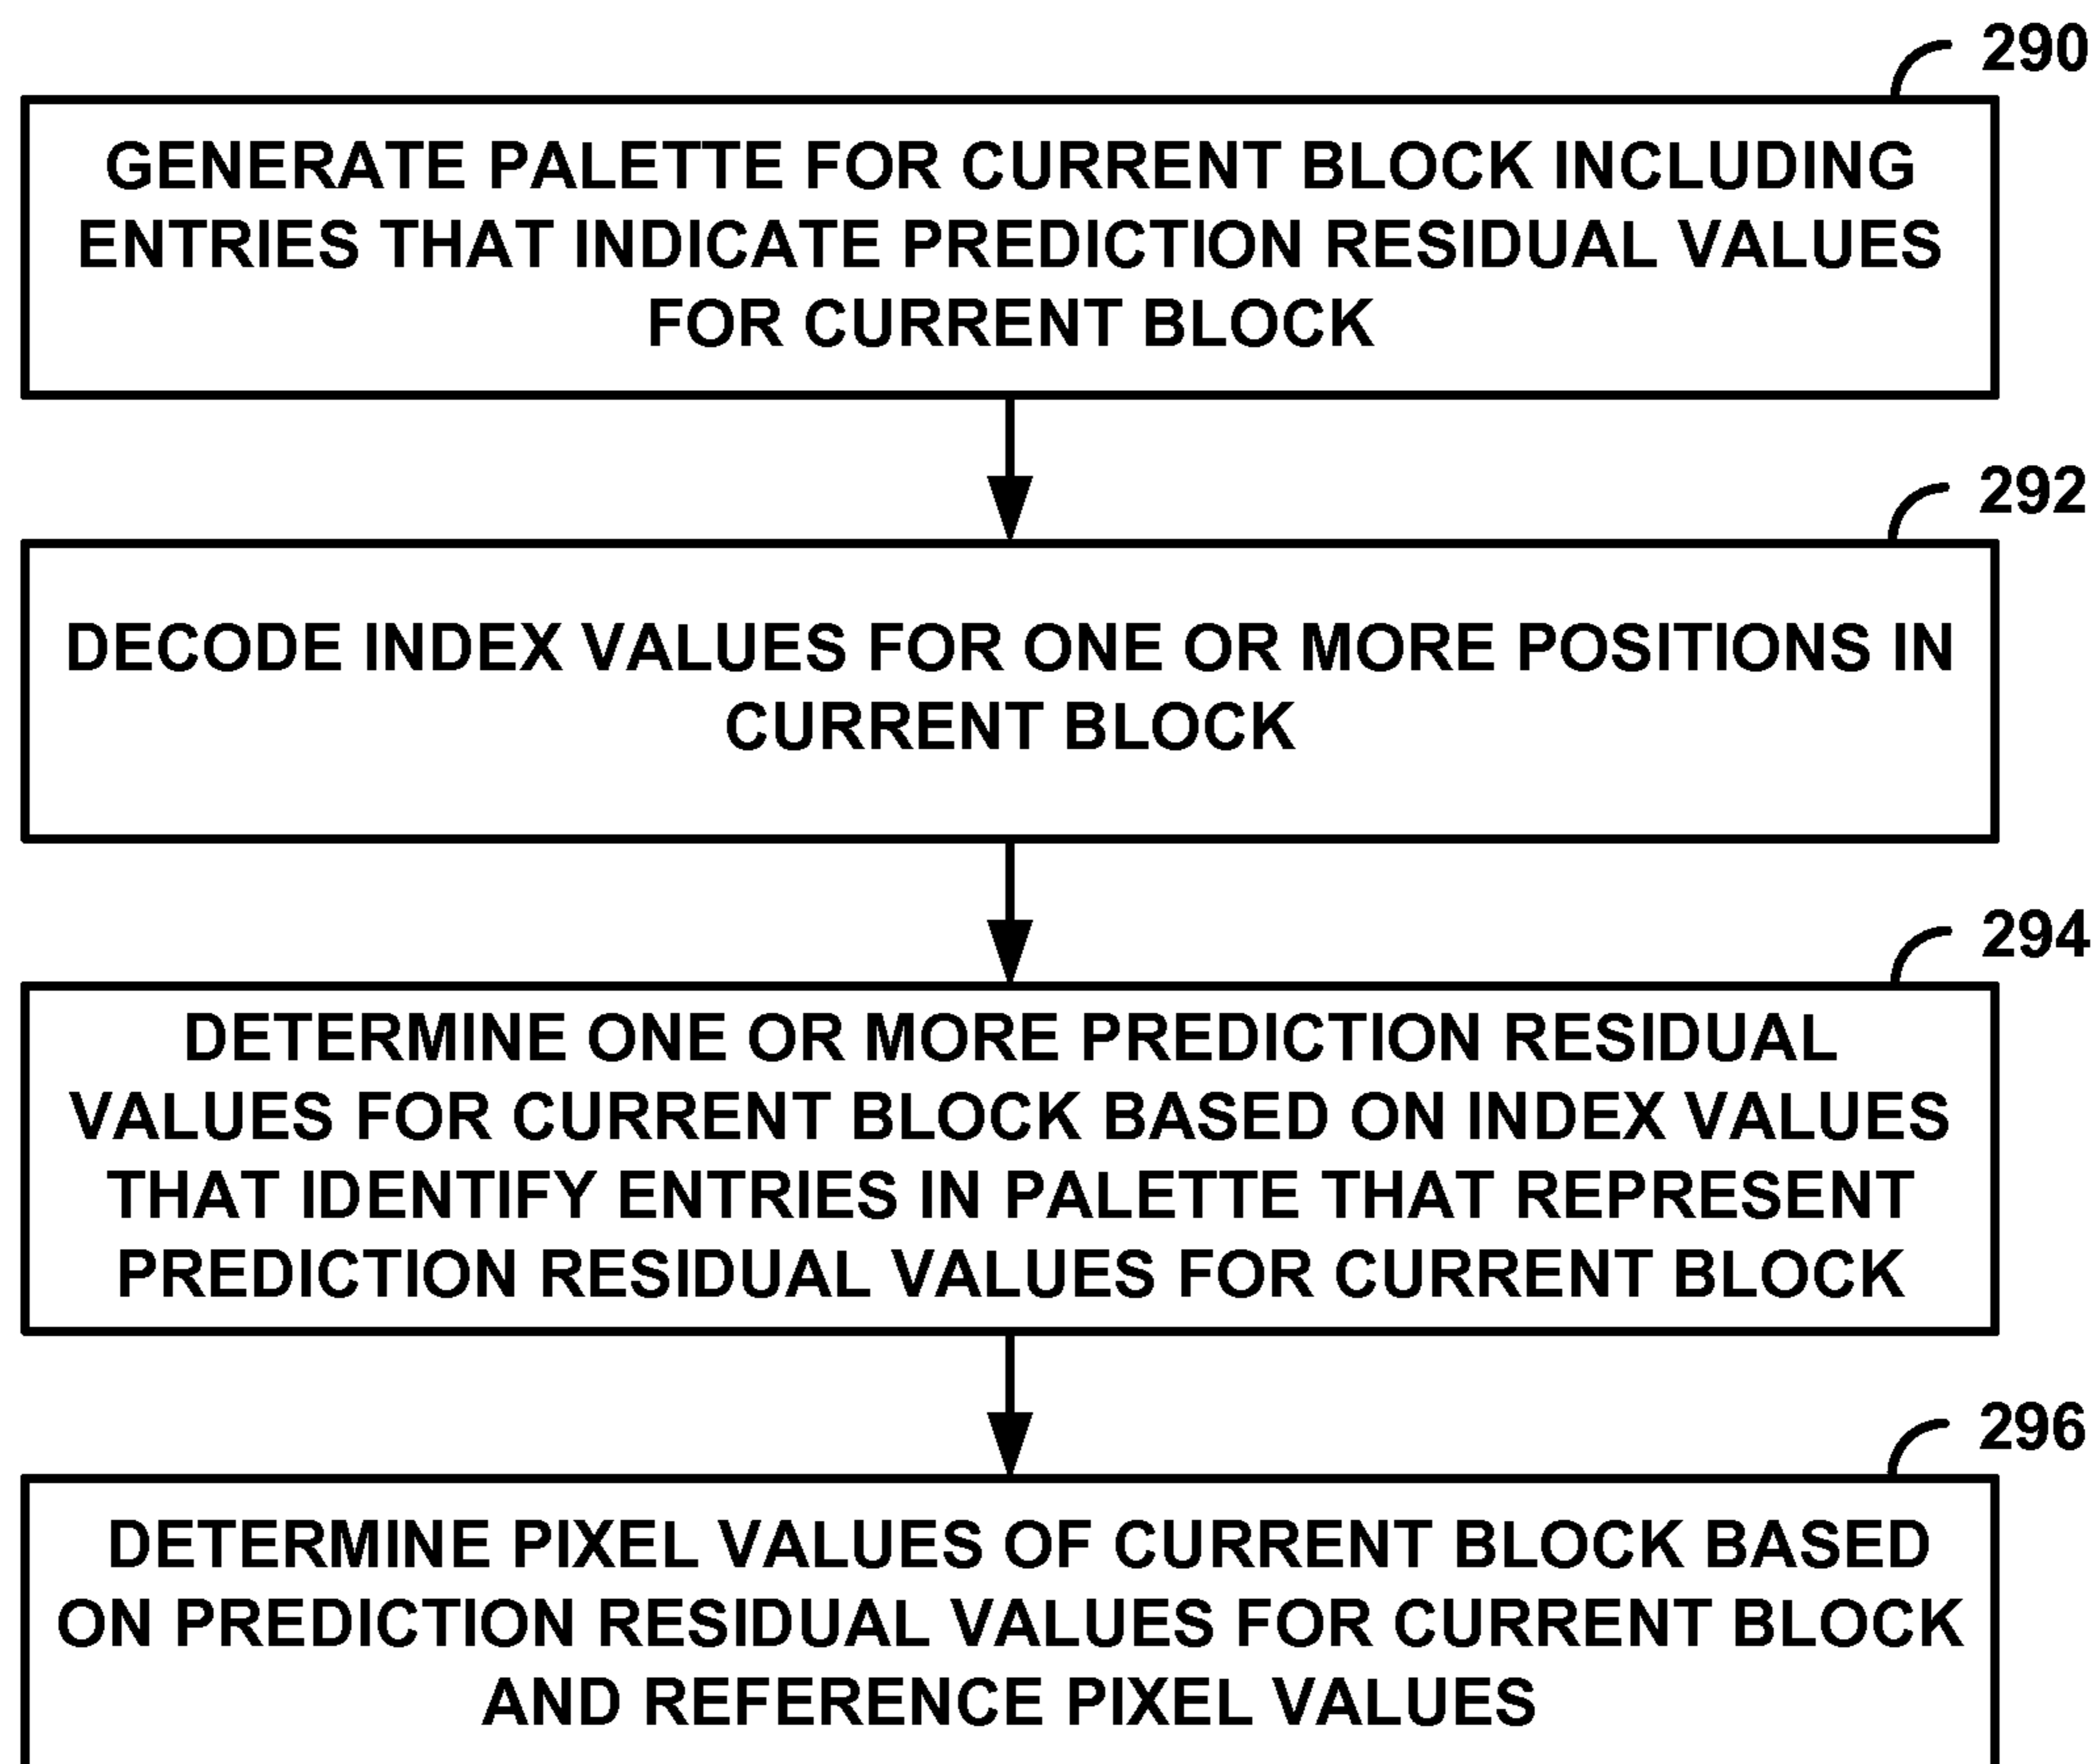 290
GENERATE PALETTE FOR CURRENT BLOCK INCLUDING
ENTRIES THAT INDICATE PREDICTION RESIDUAL VALUES
FOR CURRENT BLOCK
292
DECODE INDEX VALUES FOR ONE OR MORE POSITIONS IN
CURRENT BLOCK
294
DETERMINE ONE OR MORE PREDICTION RESIDUAL
VALUES FOR CURRENT BLOCK BASED ON INDEX VALUES
THAT IDENTIFY ENTRIES IN PALETTE THAT REPRESENT
PREDICTION RESIDUAL VALUES FOR CURRENT BLOCK
296
DETERMINE PIXEL VALUES OF CURRENT BLOCK BASED
ON PREDICTION RESIDUAL VALUES FOR CURRENT BLOCK
AND REFERENCE PIXEL VALUES